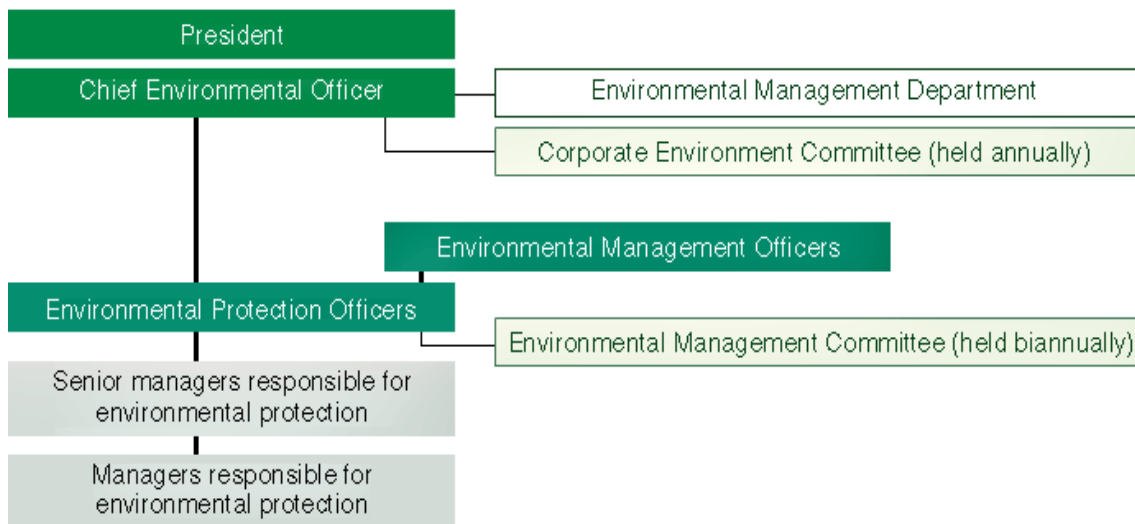 President
Chief Environmental Officer
Environmental Management Department
Corporate Environment Committee (held annually)
Environmental Management Officers
Environmental Protection Officers
Environmental Management Committee (held biannually)
Senior managers responsible for
environmental protection
Managers responsible for
environmental protection